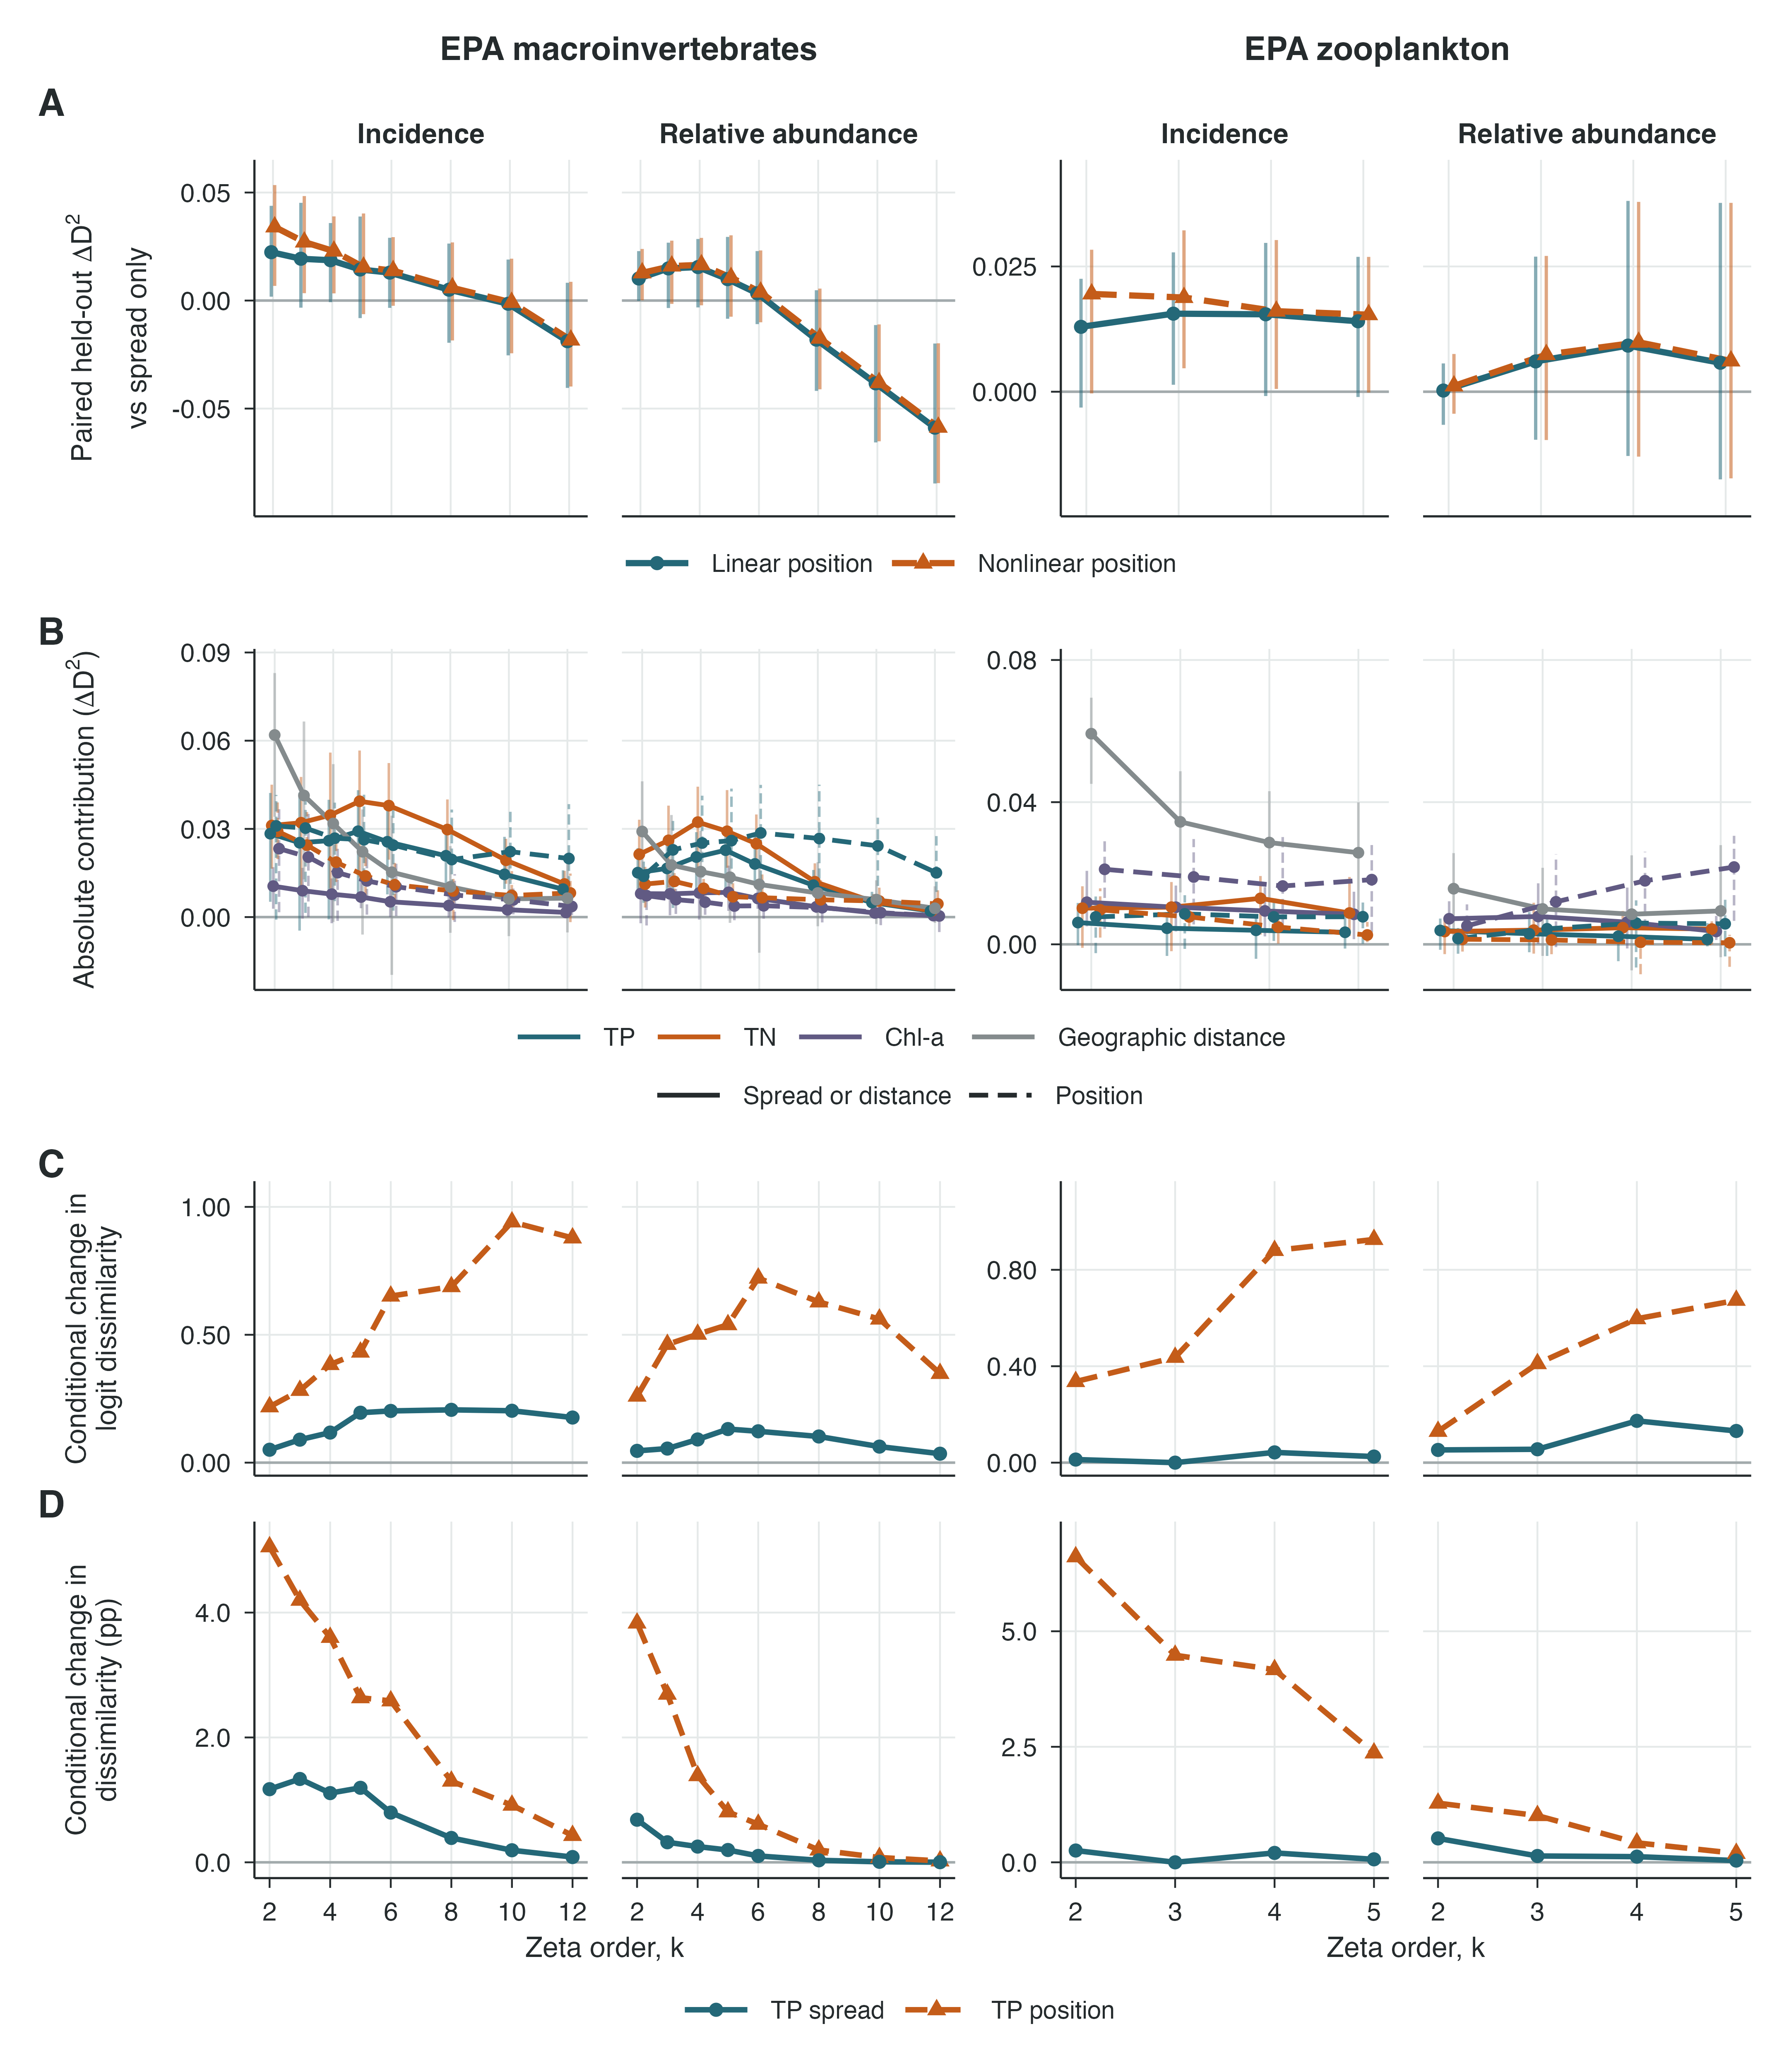 EPA macroinvertebrates
EPA zooplankton
A
Incidence
Relative abundance
Incidence
Relative abundance
Paired held-out ΔD²
vs spread only
0.05
0.00
-0.05
0.025
0.000
Linear position
Nonlinear position
B
Absolute contribution (ΔD²)
0.09
0.06
0.03
0.00
0.08
0.04
0.00
TP
TN
Chl-a
Geographic distance
Spread or distance
Position
C
Conditional change in
logit dissimilarity
1.00
0.50
0.00
0.80
0.40
0.00
D
Conditional change in
dissimilarity (pp)
4.0
2.0
0.0
5.0
2.5
0.0
2 4 6 8 10 12
2 4 6 8 10 12
2 3 4 5
2 3 4 5
Zeta order, k
Zeta order, k
TP spread
TP position